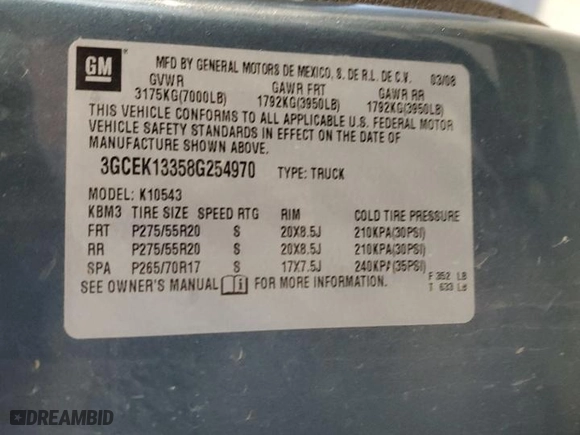 GM
MFD BY GENERAL MOTORS DE MEXICO, S. DE R.L. DE C.V. 03/08
GVWR GAWR FRT GAWR RR
3175KG(7000LB) 1792KG(3950LB) 1792KG(3950LB)
THIS VEHICLE CONFORMS TO ALL APPLICABLE U.S. FEDERAL MOTOR
VEHICLE SAFETY STANDARDS IN EFFECT ON THE DATE OF
MANUFACTURE SHOWN ABOVE.
3GCEK13358G254970 TYPE: TRUCK
MODEL: K10543
KBM3 TIRE SIZE SPEED RTG RIM COLD TIRE PRESSURE
FRT P275/55R20 S 20X8.5J 210KPA(30PSI)
RR P275/55R20 S 20X8.5J 210KPA(30PSI)
SPA P265/70R17 S 17X7.5J 240KPA(35PSI)
SEE OWNER'S MANUAL i FOR MORE INFORMATION.
F 352 LB
T 633 LB
DREAMBID